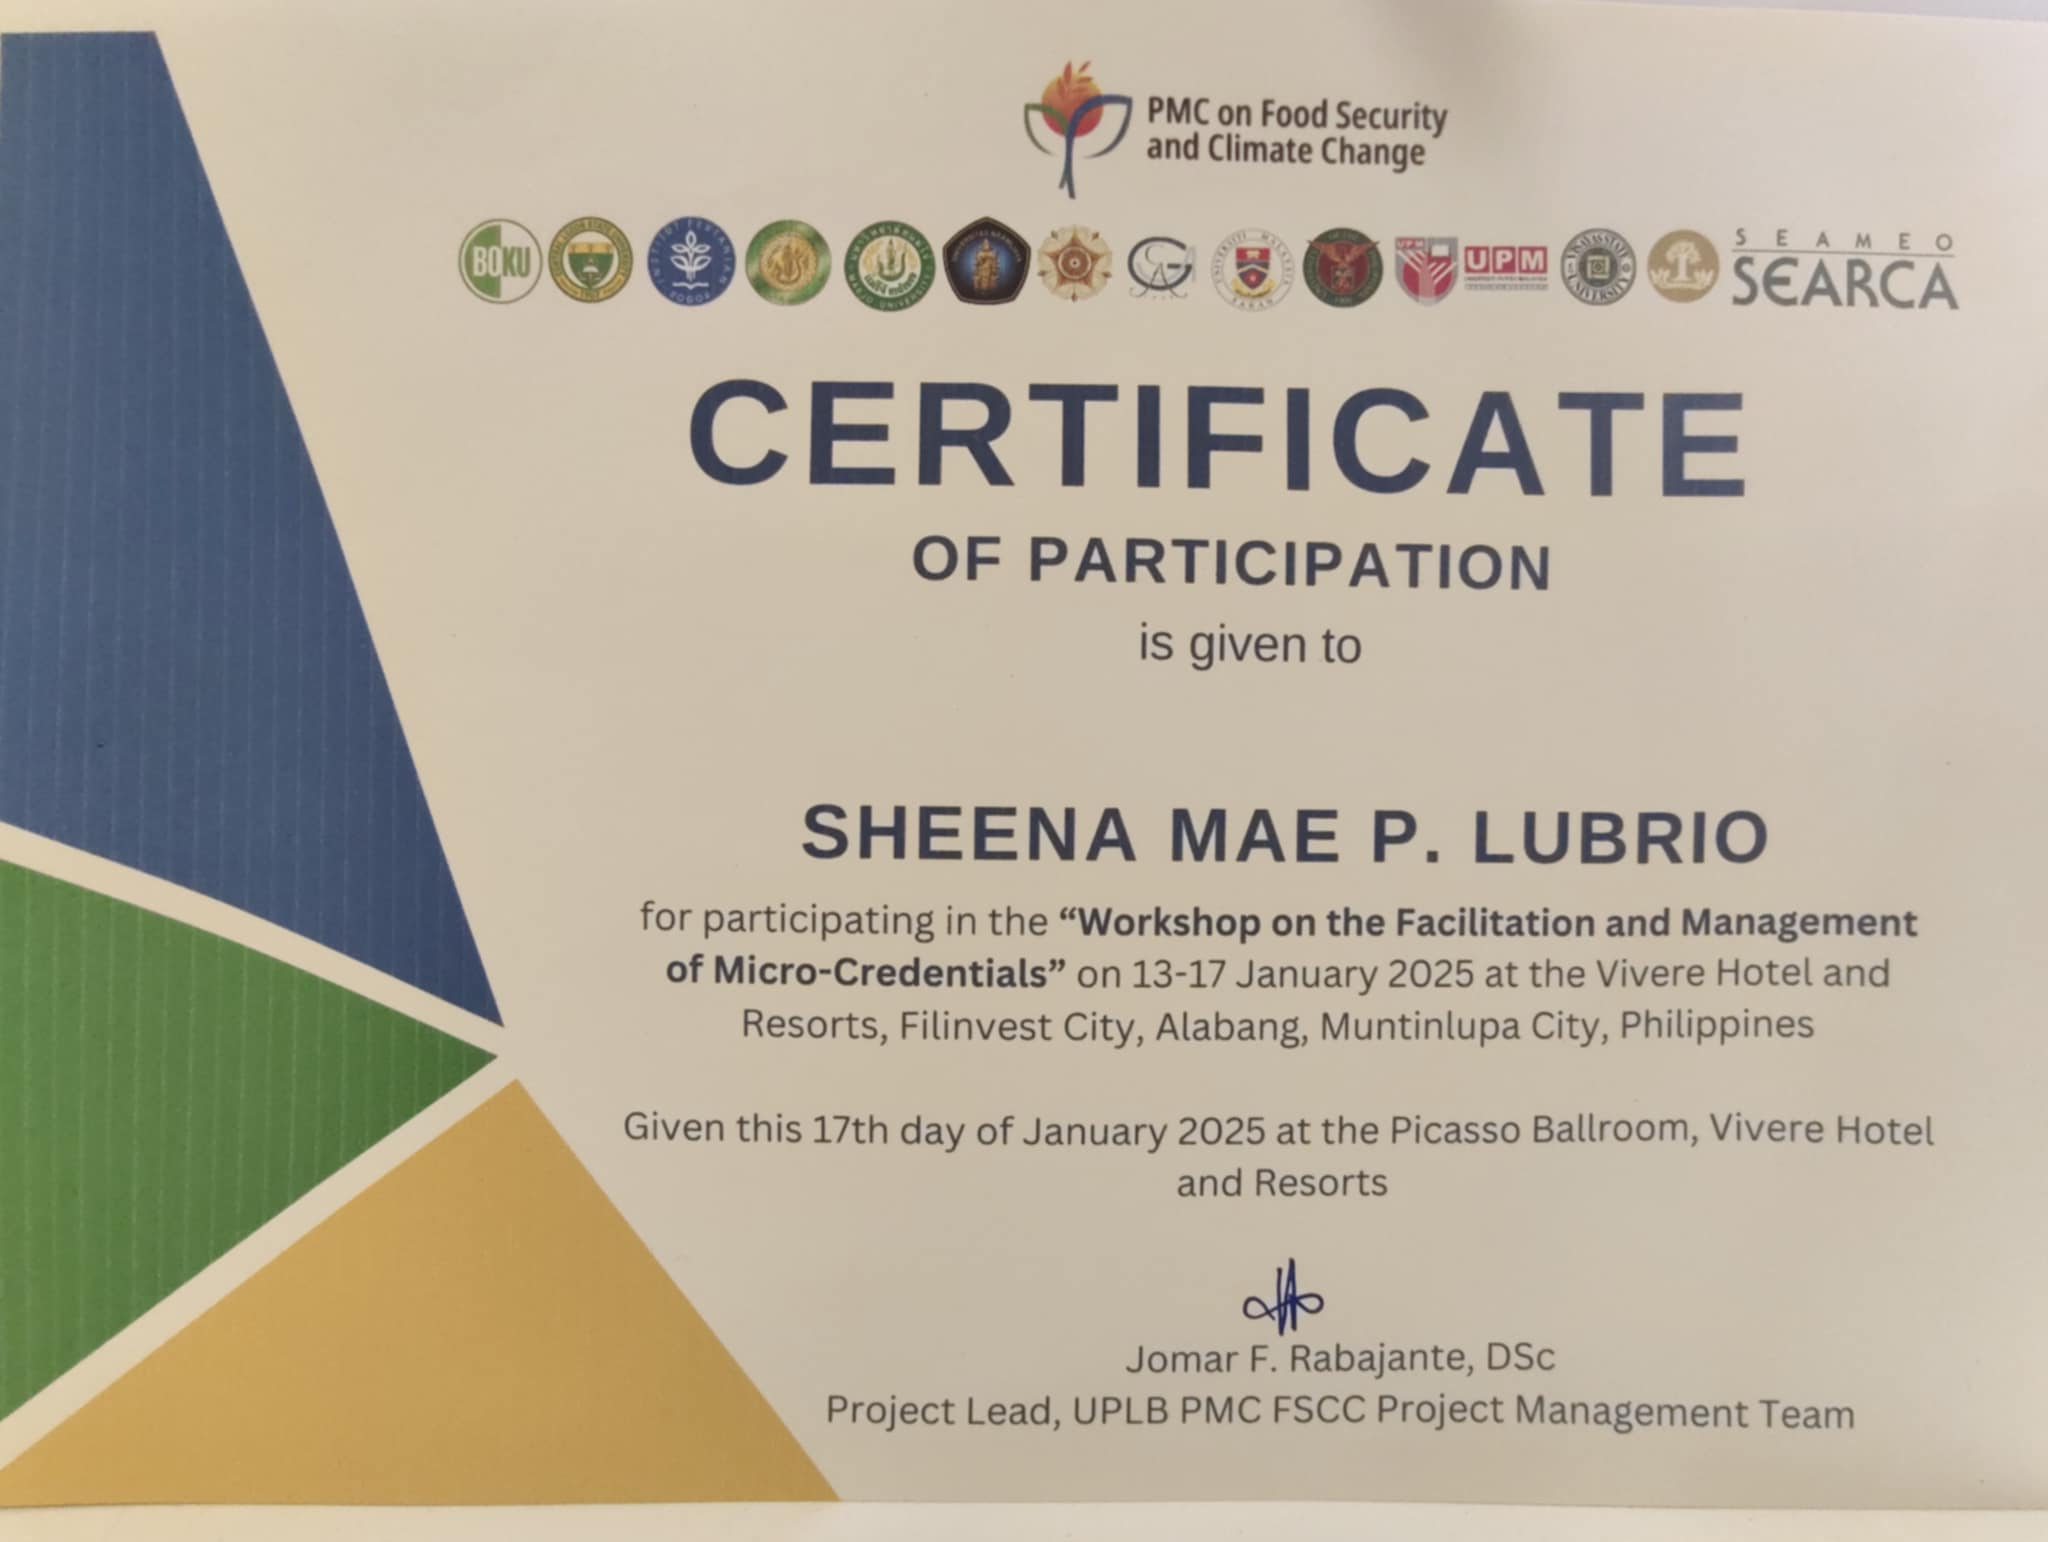 PMC on Food Security
and Climate Change
BOKU
UPM
UPM
SEAMEO
SEARCA
CERTIFICATE
OF PARTICIPATION
is given to
SHEENA MAE P. LUBRIO
for participating in the “Workshop on the Facilitation and Management
of Micro-Credentials” on 13-17 January 2025 at the Vivere Hotel and
Resorts, Filinvest City, Alabang, Muntinlupa City, Philippines
Given this 17th day of January 2025 at the Picasso Ballroom, Vivere Hotel
and Resorts
Jomar F. Rabajante, DSc
Project Lead, UPLB PMC FSCC Project Management Team